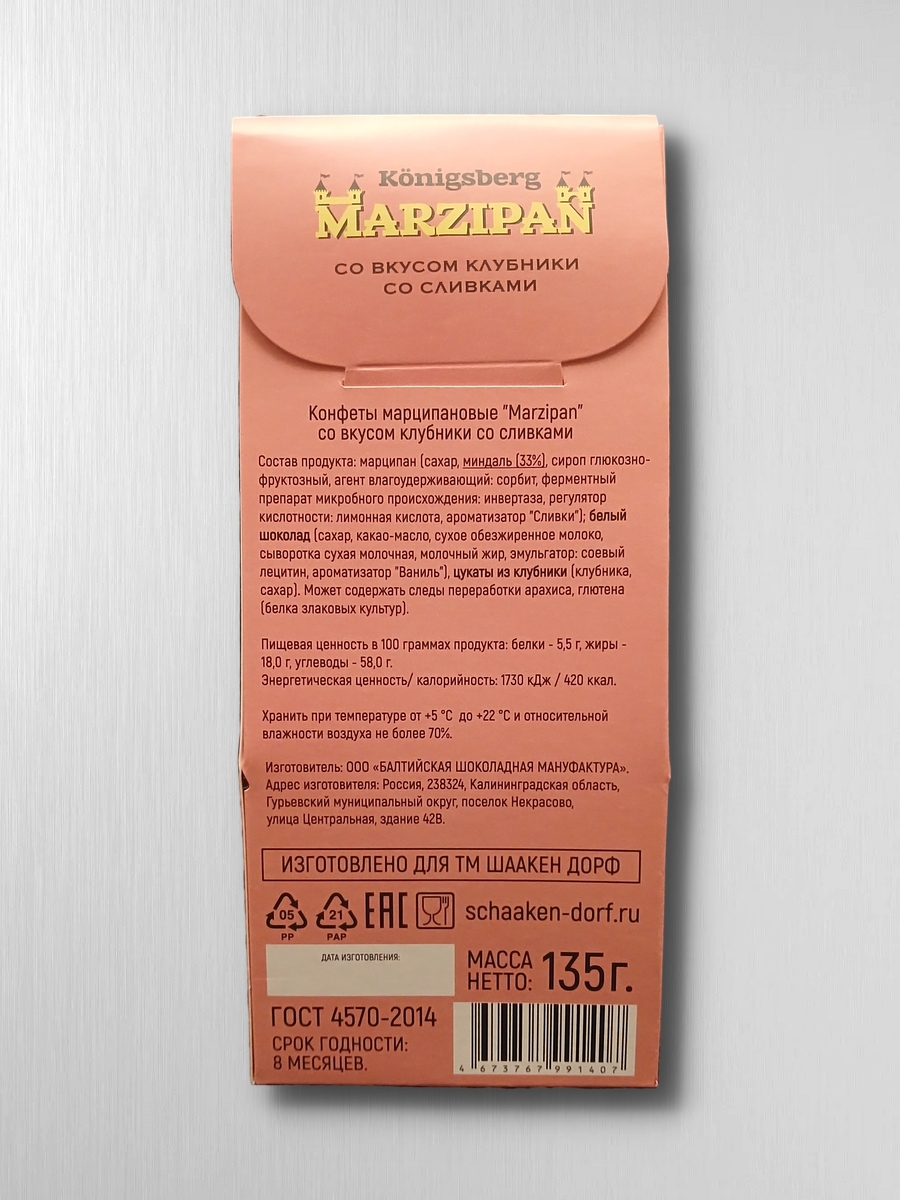 Königsberg
MARZIPAN
СО ВКУСОМ КЛУБНИКИ
СО СЛИВКАМИ
Конфеты марципановые "Marzipan"
со вкусом клубники со сливками
Состав продукта: марципан (сахар, миндаль (33%), сироп глюкозно-
фруктозный, агент влагоудерживающий: сорбит, ферментный
препарат микробного происхождения: инвертаза, регулятор
кислотности: лимонная кислота, ароматизатор "Сливки"); белый
шоколад (сахар, какао-масло, сухое обезжиренное молоко,
сыворотка сухая молочная, молочный жир, эмульгатор: соевый
лецитин, ароматизатор "Ваниль"), цукаты из клубники (клубника,
сахар). Может содержать следы переработки арахиса, глютена
(белка злаковых культур).
Пищевая ценность в 100 граммах продукта: белки - 5,5 г, жиры -
18,0 г, углеводы - 58,0 г.
Энергетическая ценность/ калорийность: 1730 кДж / 420 ккал.
Хранить при температуре от +5 °C до +22 °C и относительной
влажности воздуха не более 70%.
Изготовитель: ООО «БАЛТИЙСКАЯ ШОКОЛАДНАЯ МАНУФАКТУРА».
Адрес изготовителя: Россия, 238324, Калининградская область,
Гурьевский муниципальный округ, поселок Некрасово,
улица Центральная, здание 42В.
ИЗГОТОВЛЕНО ДЛЯ ТМ ШААКЕН ДОРФ
05 21 EAC schaaken-dorf.ru
PP PAP
ДАТА ИЗГОТОВЛЕНИЯ:
МАССА
НЕТТО: 135г.
ГОСТ 4570-2014
СРОК ГОДНОСТИ:
8 МЕСЯЦЕВ.
4 673767 991407